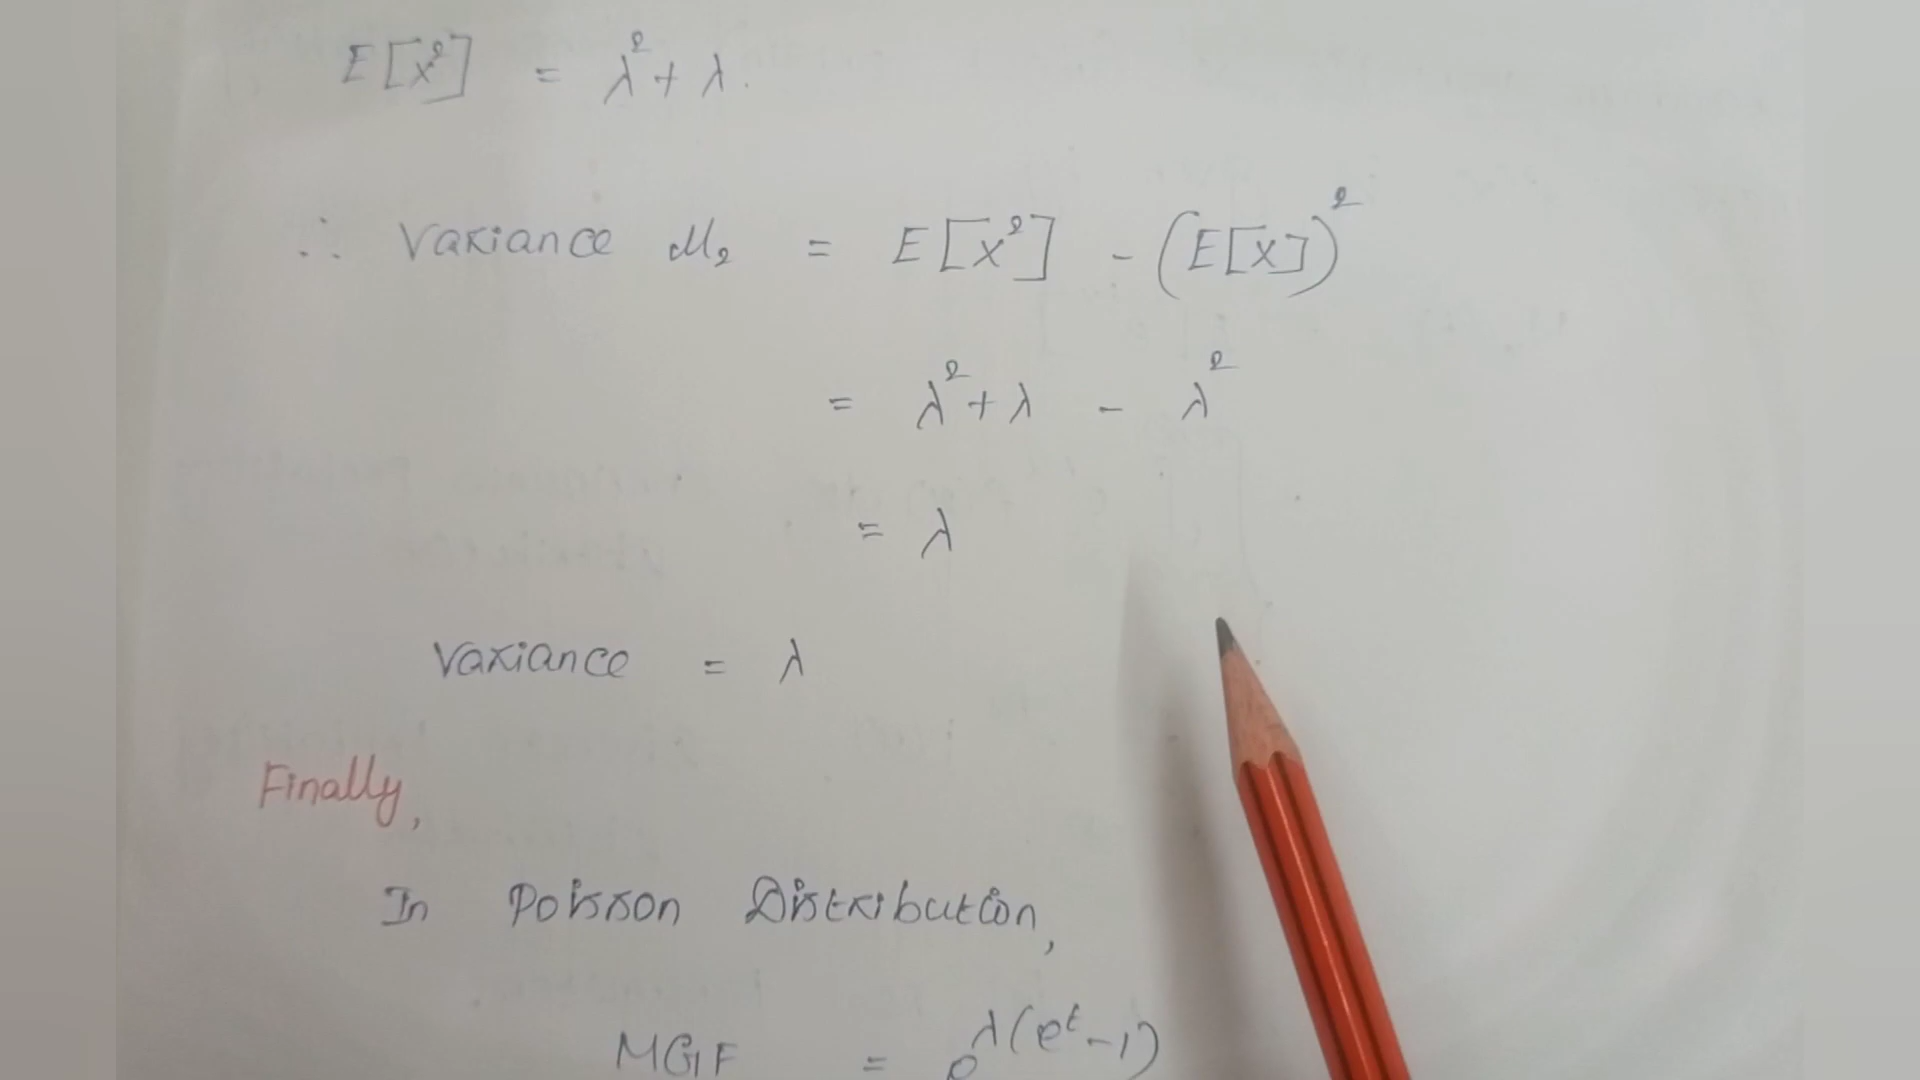 E[X²] = λ² + λ.
∴ Variance μ₂ = E[X²] - (E[X])²
= λ² + λ - λ²
= λ
Variance = λ
Finally,
In Poisson Distribution,
MGF = e^λ(e^t - 1)